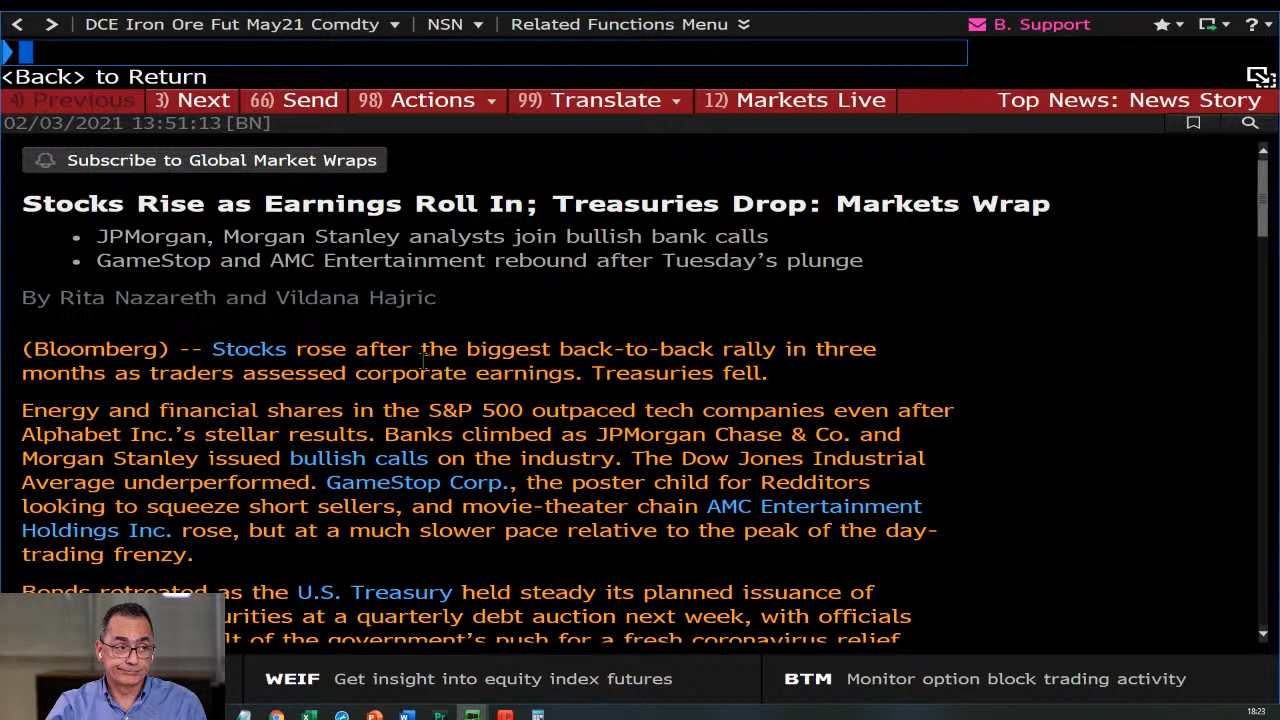 DCE Iron Ore Fut May21 Comdty NSN Related Functions Menu B. Support ?
<Back> to Return
4) Previous 3) Next 66) Send 98) Actions 99) Translate 12) Markets Live Top News: News Story
02/03/2021 13:51:13 [BN]
Subscribe to Global Market Wraps
Stocks Rise as Earnings Roll In; Treasuries Drop: Markets Wrap
• JPMorgan, Morgan Stanley analysts join bullish bank calls
• GameStop and AMC Entertainment rebound after Tuesday's plunge
By Rita Nazareth and Vildana Hajric
(Bloomberg) -- Stocks rose after the biggest back-to-back rally in three
months as traders assessed corporate earnings. Treasuries fell.
Energy and financial shares in the S&P 500 outpaced tech companies even after
Alphabet Inc.'s stellar results. Banks climbed as JPMorgan Chase & Co. and
Morgan Stanley issued bullish calls on the industry. The Dow Jones Industrial
Average underperformed. GameStop Corp., the poster child for Redditors
looking to squeeze short sellers, and movie-theater chain AMC Entertainment
Holdings Inc. rose, but at a much slower pace relative to the peak of the day-
trading frenzy.
Bonds retreated as the U.S. Treasury held steady its planned issuance of
urities at a quarterly debt auction next week, with officials
lt of the government's push for a fresh coronavirus relief
WEIF Get insight into equity index futures BTM Monitor option block trading activity
18:23